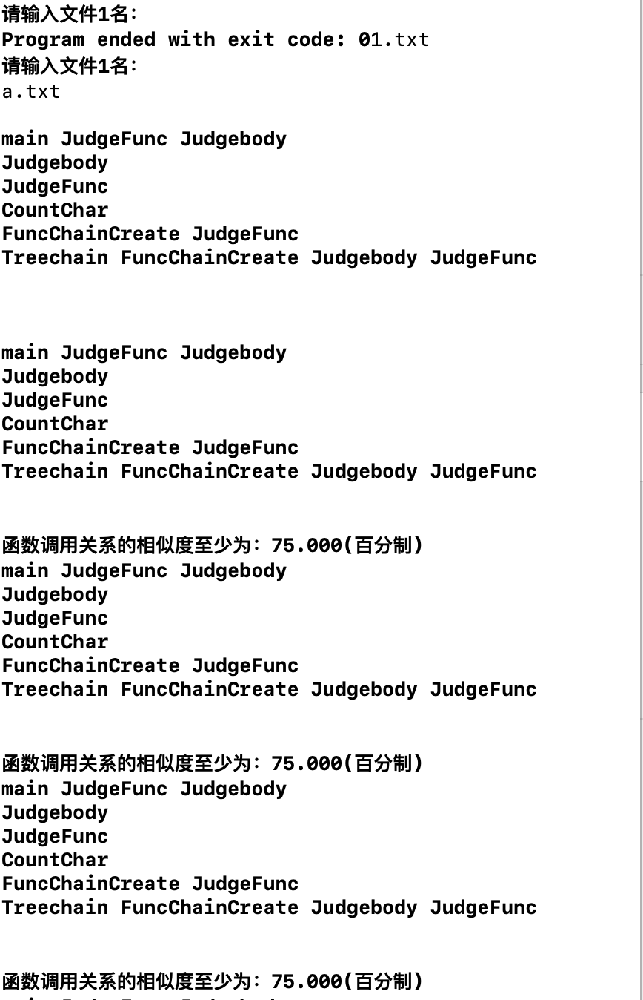 请输入文件1名:
Program ended with exit code: 01.txt
请输入文件1名:
a.txt
main JudgeFunc Judgebody
Judgebody
JudgeFunc
CountChar
FuncChainCreate JudgeFunc
Treechain FuncChainCreate Judgebody JudgeFunc
main JudgeFunc Judgebody
Judgebody
JudgeFunc
CountChar
FuncChainCreate JudgeFunc
Treechain FuncChainCreate Judgebody JudgeFunc
函数调用关系的相似度至少为: 75.000(百分制)
main JudgeFunc Judgebody
Judgebody
JudgeFunc
CountChar
FuncChainCreate JudgeFunc
Treechain FuncChainCreate Judgebody JudgeFunc
函数调用关系的相似度至少为: 75.000(百分制)
main JudgeFunc Judgebody
Judgebody
JudgeFunc
CountChar
FuncChainCreate JudgeFunc
Treechain FuncChainCreate Judgebody JudgeFunc
函数调用关系的相似度至少为: 75.000(百分制)